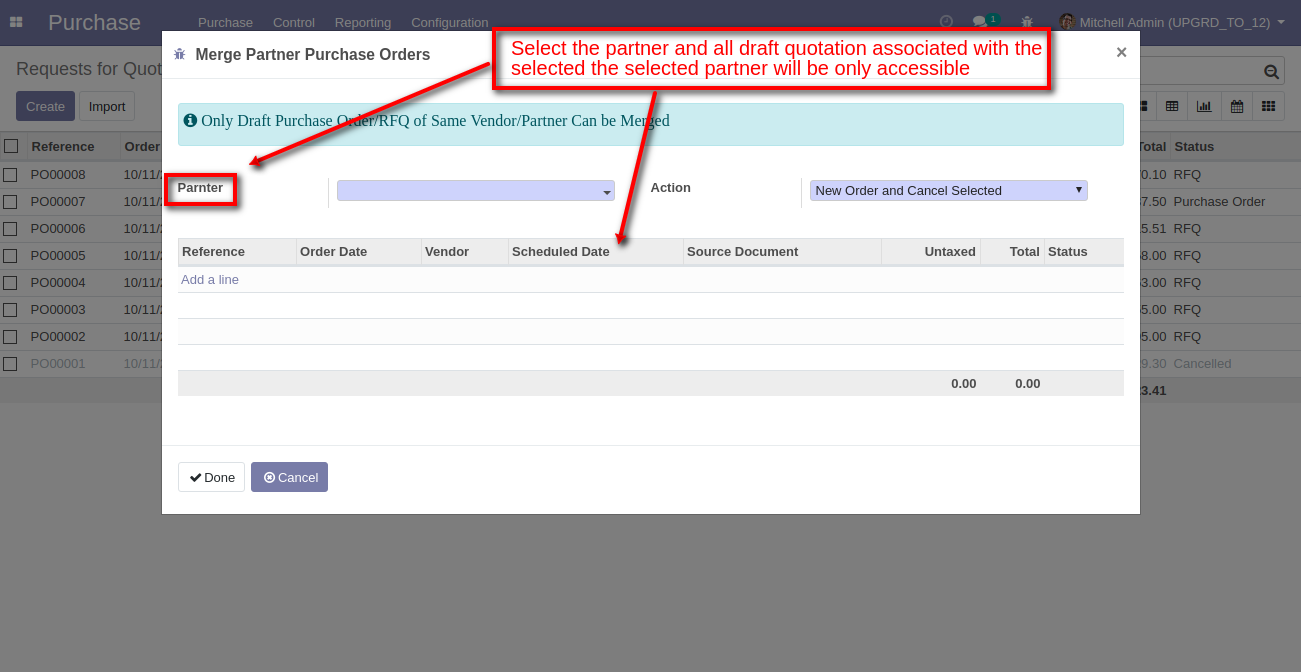 Purchase Purchase Control Reporting Configuration 1 Mitchell Admin (UPGRD_TO_12)
Merge Partner Purchase Orders
×
Select the partner and all draft quotation associated with the
selected the selected partner will be only accessible
Requests for Quot
Create Import
Only Draft Purchase Order/RFQ of Same Vendor/Partner Can be Merged
Parnter
Action New Order and Cancel Selected
Reference Order Date Vendor Scheduled Date Source Document Untaxed Total Status
Add a line
0.00 0.00
Done Cancel
Reference Order Total Status
PO00008 10/11/ 0.10 RFQ
PO00007 10/11/ 7.50 Purchase Order
PO00006 10/11/ 5.51 RFQ
PO00005 10/11/ 8.00 RFQ
PO00004 10/11/ 3.00 RFQ
PO00003 10/11/ 5.00 RFQ
PO00002 10/11/ 5.00 RFQ
PO00001 10/11/ 9.30 Cancelled
3.41